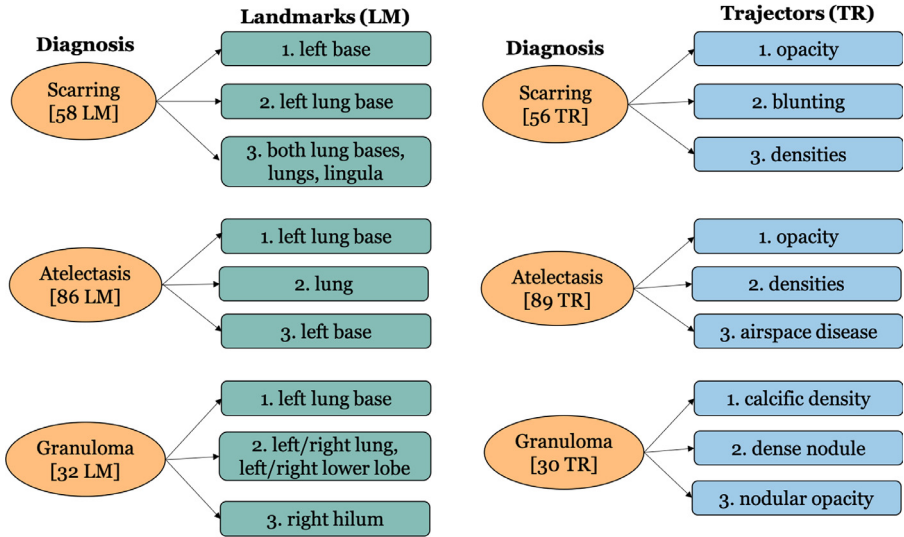 Landmarks (LM)
Diagnosis
Scarring
[58 LM]
1. left base
2. left lung base
3. both lung bases,
lungs, lingula
Atelectasis
[86 LM]
1. left lung base
2. lung
3. left base
Granuloma
[32 LM]
1. left lung base
2. left/right lung,
left/right lower lobe
3. right hilum
Trajectors (TR)
Diagnosis
Scarring
[56 TR]
1. opacity
2. blunting
3. densities
Atelectasis
[89 TR]
1. opacity
2. densities
3. airspace disease
Granuloma
[30 TR]
1. calcific density
2. dense nodule
3. nodular opacity